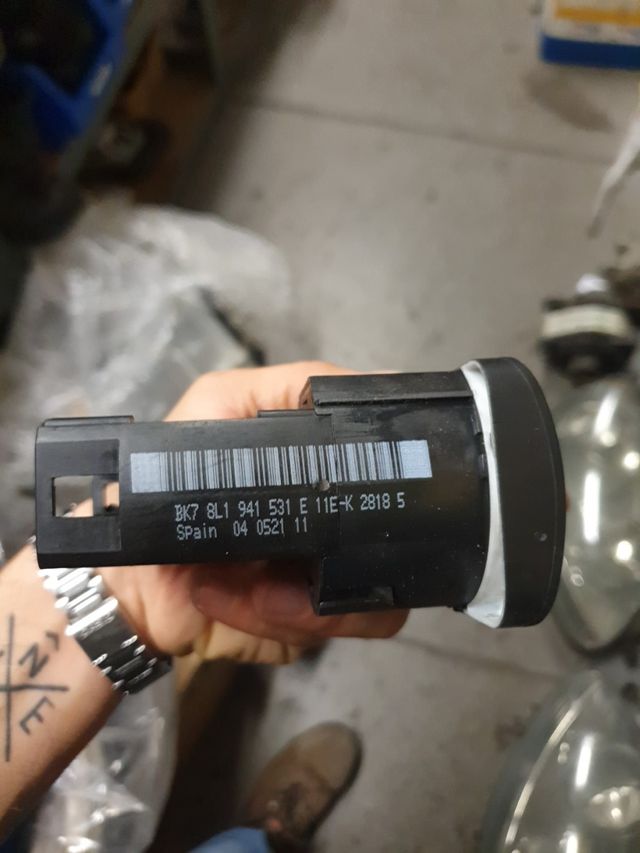 BK7 8L1 941 531 E 11E-K 2818 5
Spain 04 0521 11
N
E